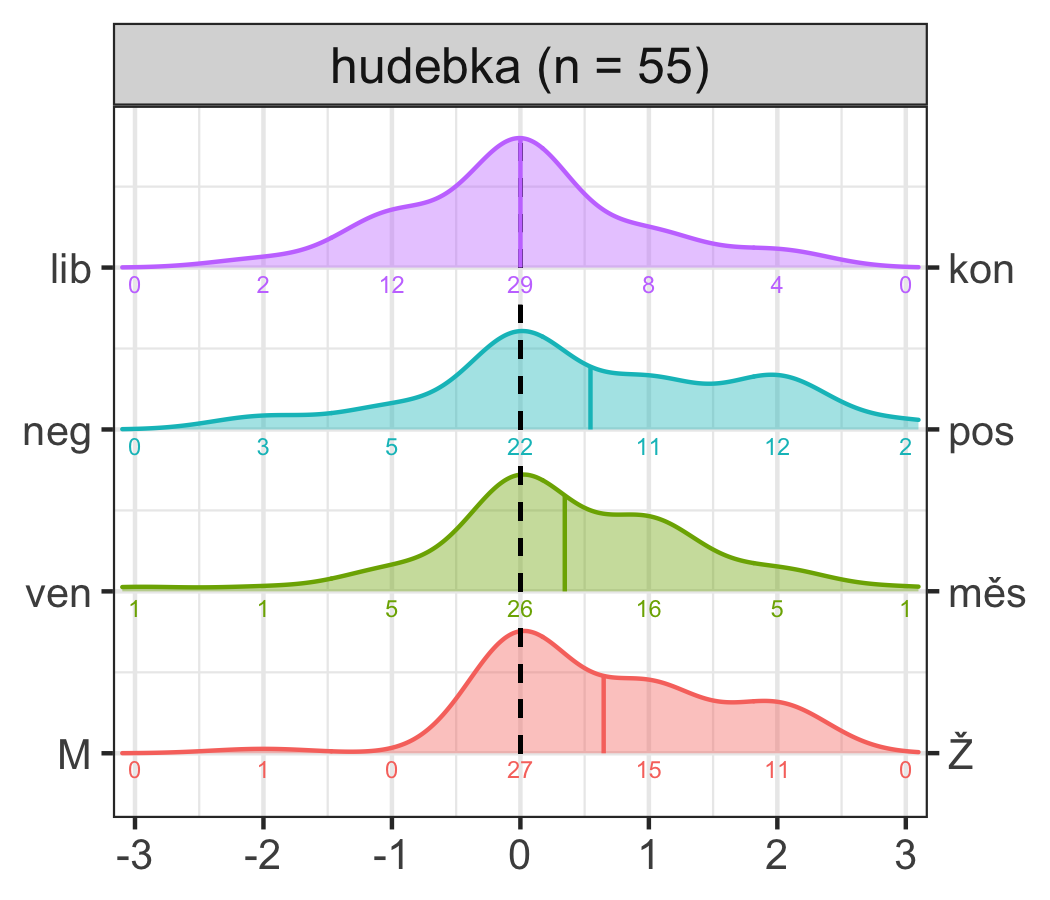 hudebka (n = 55)
lib kon
0 2 12 29 8 4 0
neg pos
0 3 5 22 11 12 2
ven měs
1 1 5 26 16 5 1
M Ž
0 1 0 27 15 11 0
-3 -2 -1 0 1 2 3